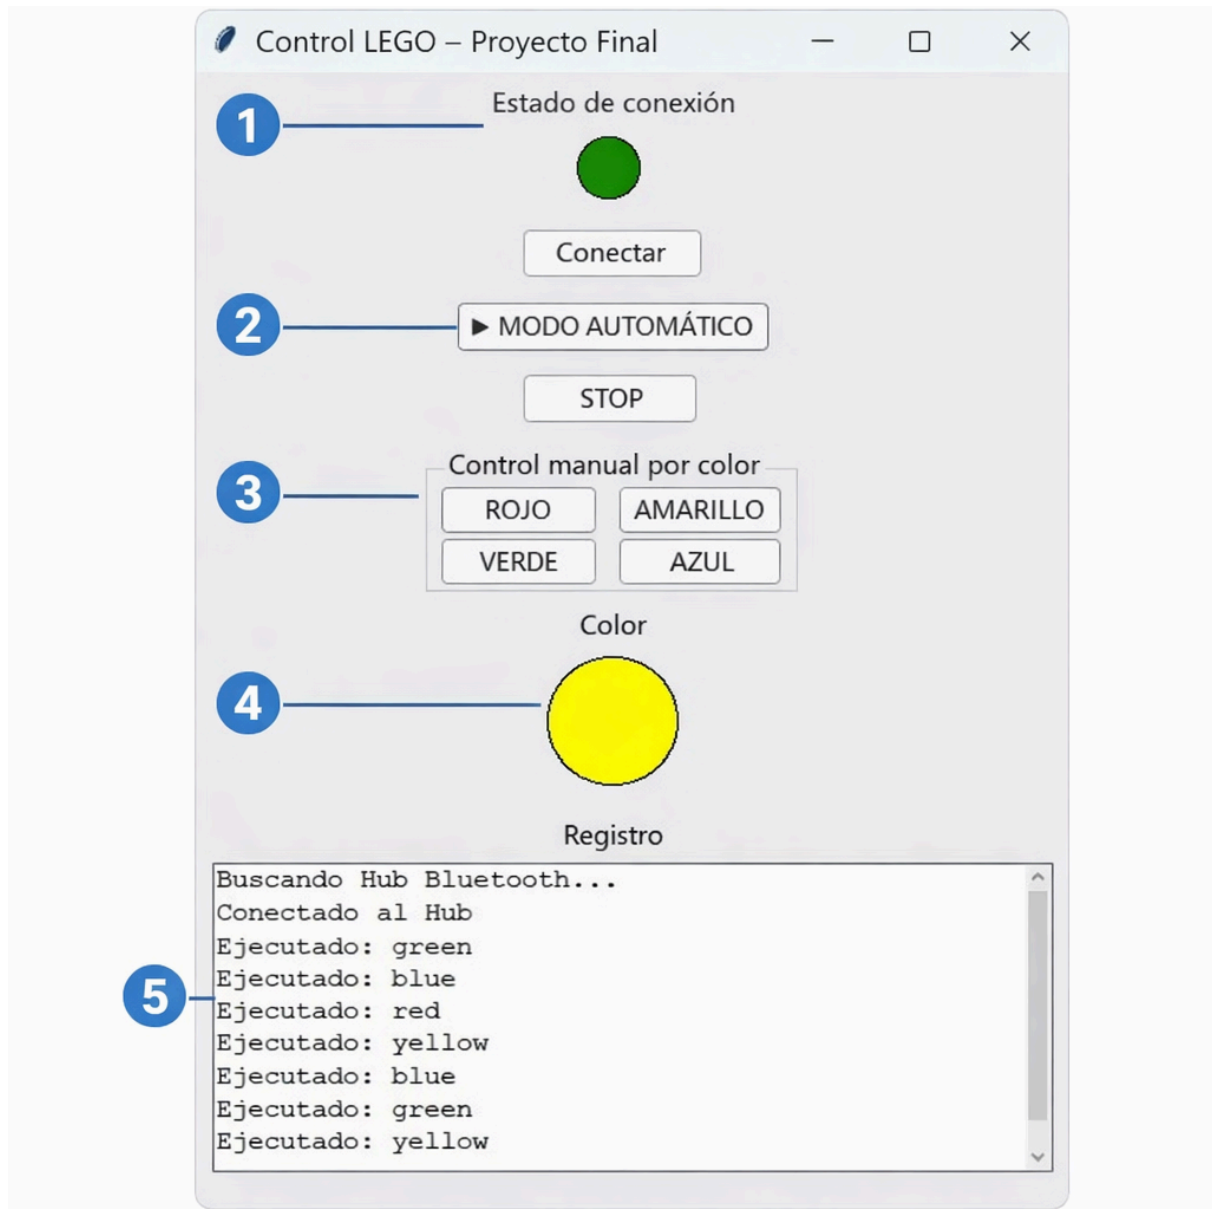 Control LEGO – Proyecto Final
1
Estado de conexión
Conectar
2
▶ MODO AUTOMÁTICO
STOP
3
Control manual por color
ROJO AMARILLO
VERDE AZUL
Color
4
Registro
Buscando Hub Bluetooth...
Conectado al Hub
Ejecutado: green
Ejecutado: blue
5
Ejecutado: red
Ejecutado: yellow
Ejecutado: blue
Ejecutado: green
Ejecutado: yellow